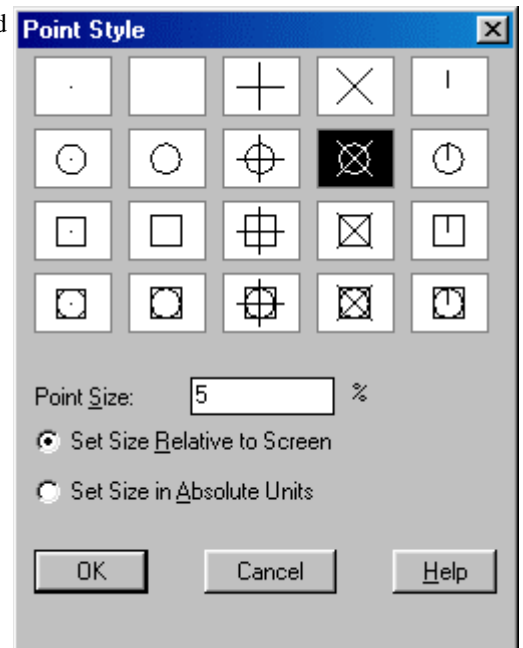 Point Style
Point Size: 5 %
Set Size Relative to Screen
Set Size in Absolute Units
OK Cancel Help